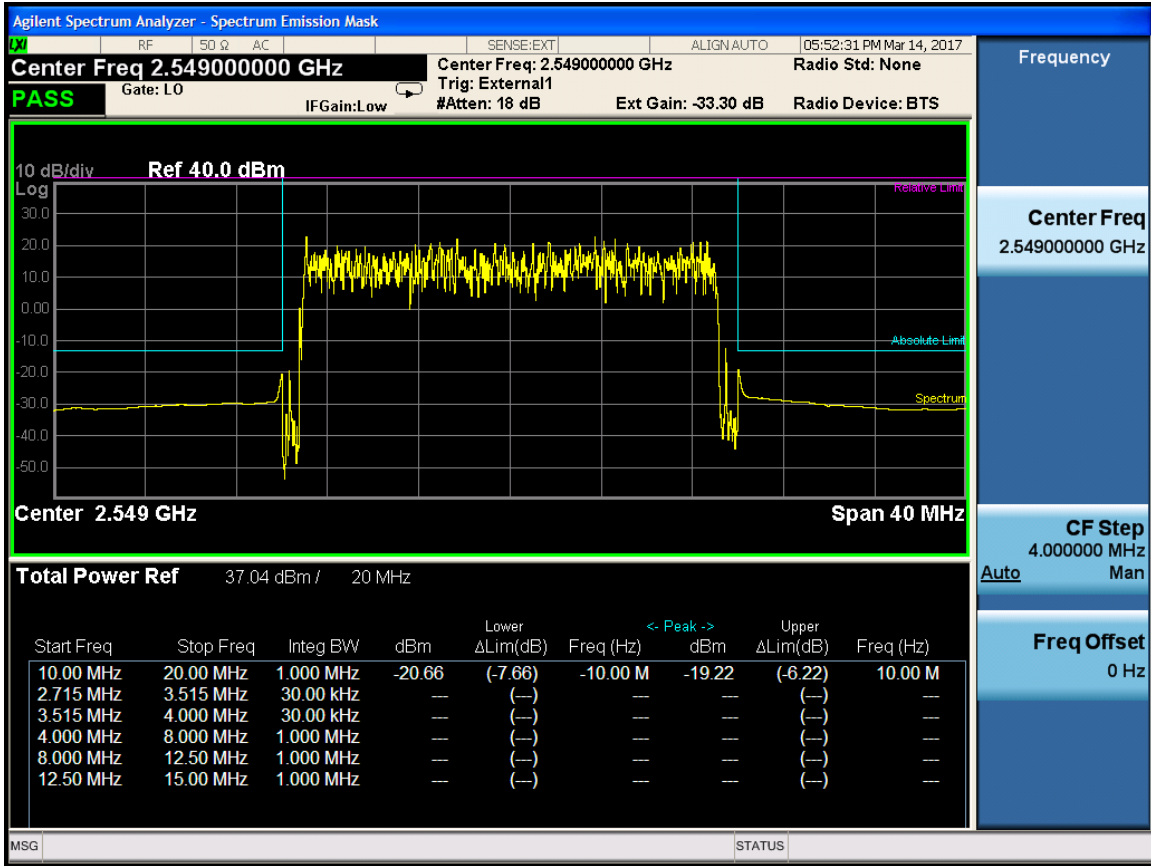 Agilent Spectrum Analyzer - Spectrum Emission Mask
LXI RF 50 Ω AC SENSE:EXT ALIGN AUTO 05:52:31 PM Mar 14, 2017
Center Freq 2.549000000 GHz Center Freq: 2.549000000 GHz Radio Std: None
Gate: LO Trig: External1
PASS IFGain:Low #Atten: 18 dB Ext Gain: -33.30 dB Radio Device: BTS
10 dB/div Ref 40.0 dBm
Log
Relative Limit
30.0
20.0
10.0
0.00
-10.0
Absolute Limit
-20.0
-30.0
Spectrum
-40.0
-50.0
Center 2.549 GHz Span 40 MHz
Total Power Ref 37.04 dBm / 20 MHz
Lower <- Peak -> Upper
Start Freq Stop Freq Integ BW dBm ΔLim(dB) Freq (Hz) dBm ΔLim(dB) Freq (Hz)
10.00 MHz 20.00 MHz 1.000 MHz -20.66 (-7.66) -10.00 M -19.22 (-6.22) 10.00 M
2.715 MHz 3.515 MHz 30.00 kHz --- (---) --- --- (---) ---
3.515 MHz 4.000 MHz 30.00 kHz --- (---) --- --- (---) ---
4.000 MHz 8.000 MHz 1.000 MHz --- (---) --- --- (---) ---
8.000 MHz 12.50 MHz 1.000 MHz --- (---) --- --- (---) ---
12.50 MHz 15.00 MHz 1.000 MHz --- (---) --- --- (---) ---
MSG STATUS
Frequency
Center Freq
2.549000000 GHz
CF Step
4.000000 MHz
Auto Man
Freq Offset
0 Hz